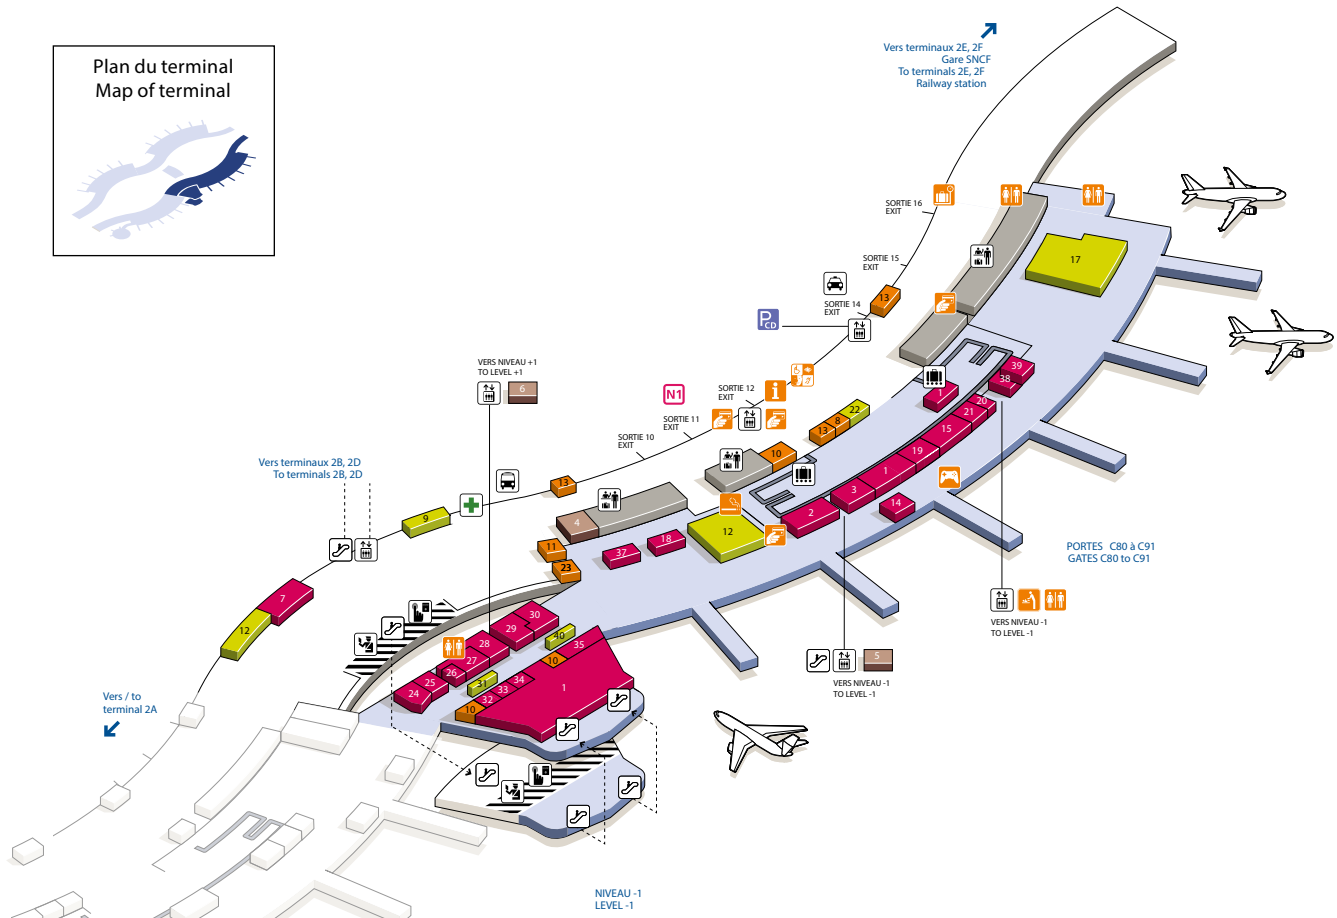 Plan du terminal
Map of terminal
Vers terminaux 2E, 2F
Gare SNCF
To terminals 2E, 2F
Railway station
SORTIE 16
EXIT
17
SORTIE 15
EXIT
13
SORTIE 14
EXIT
P CD
VERS NIVEAU +1
TO LEVEL +1
6
N1
SORTIE 12
EXIT
i
39
38
1
20
21
22
8
13
SORTIE 11
EXIT
SORTIE 10
EXIT
15
19
1
3
2
14
10
Vers terminaux 2B, 2D
To terminals 2B, 2D
13
9
4
12
18
37
11
23
PORTES C80 à C91
GATES C80 to C91
7
12
30
29
28
27
26
25
24
40
35
10
34
33
32
31
10
1
VERS NIVEAU -1
TO LEVEL -1
5
VERS NIVEAU -1
TO LEVEL -1
Vers / to
terminal 2A
NIVEAU -1
LEVEL -1